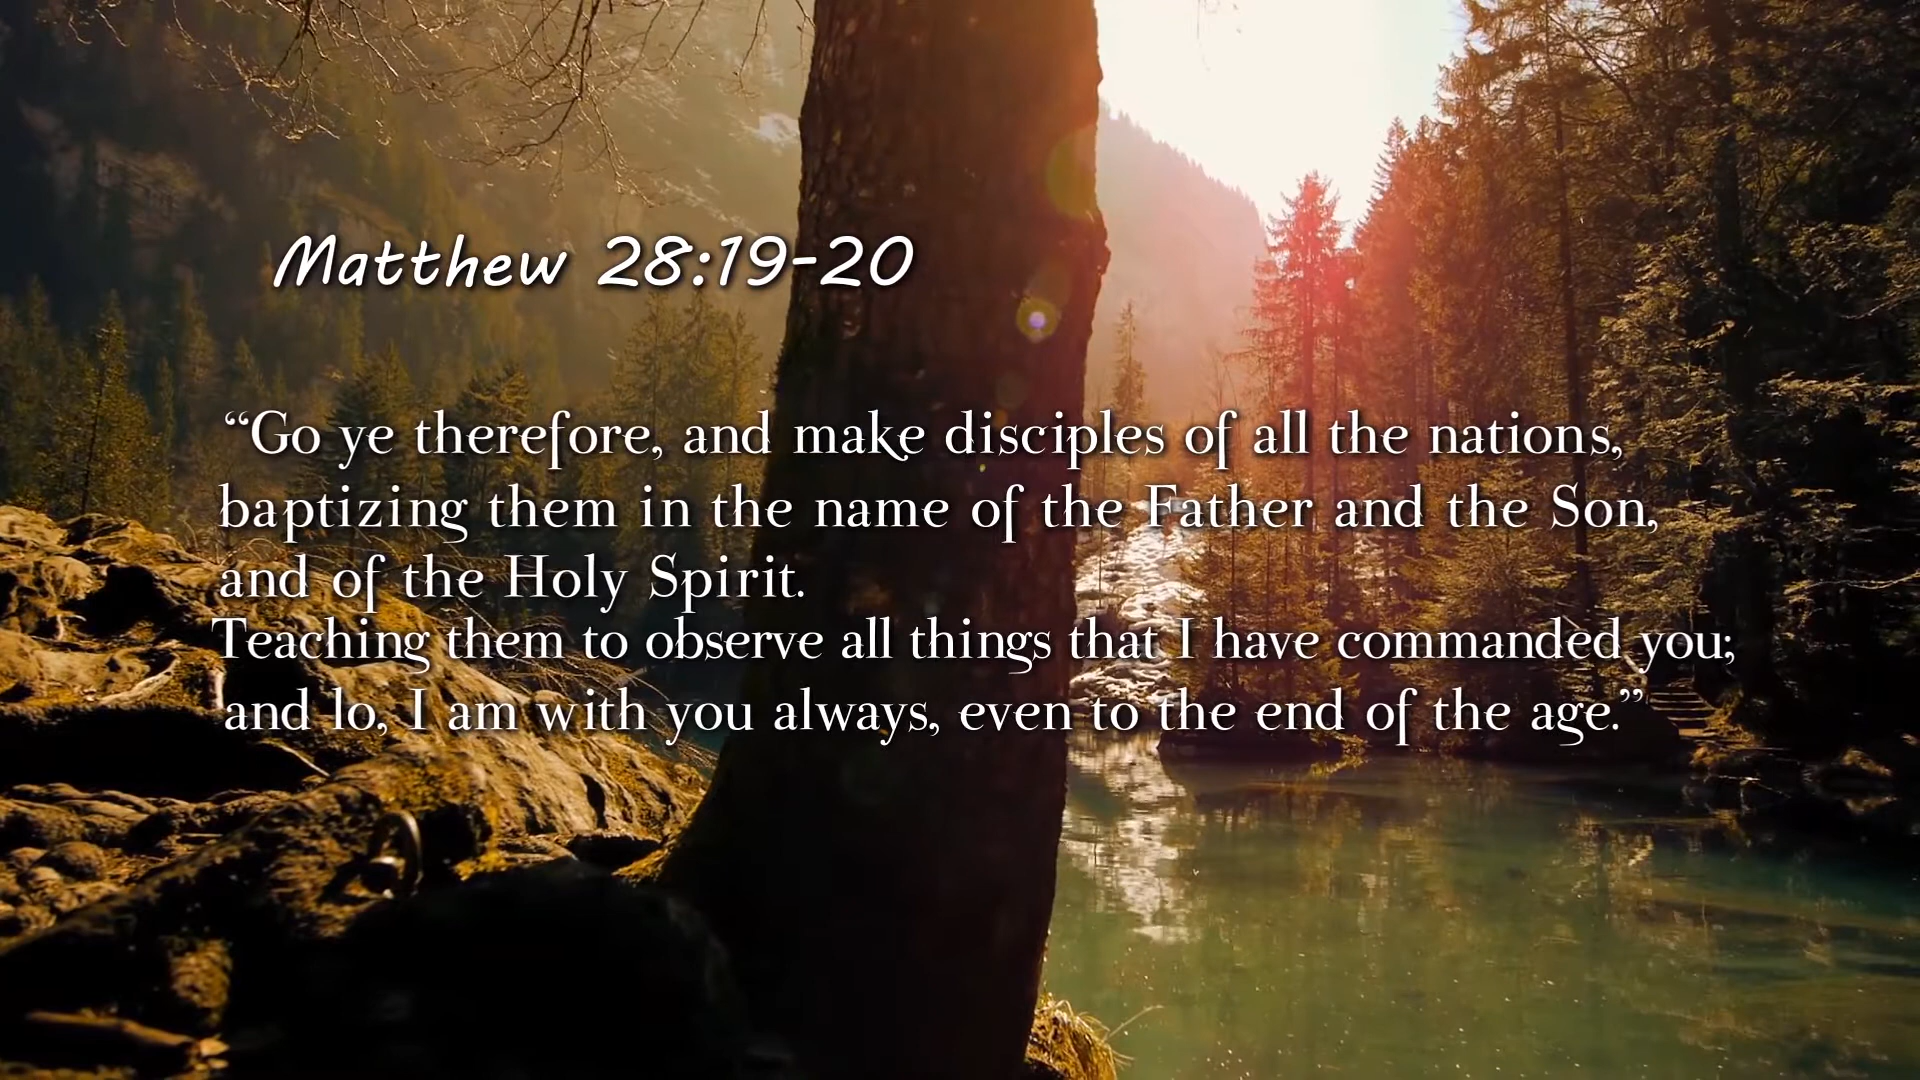 Matthew 28:19-20
“Go ye therefore, and make disciples of all the nations,
baptizing them in the name of the Father and the Son,
and of the Holy Spirit.
Teaching them to observe all things that I have commanded you;
and lo, I am with you always, even to the end of the age.”